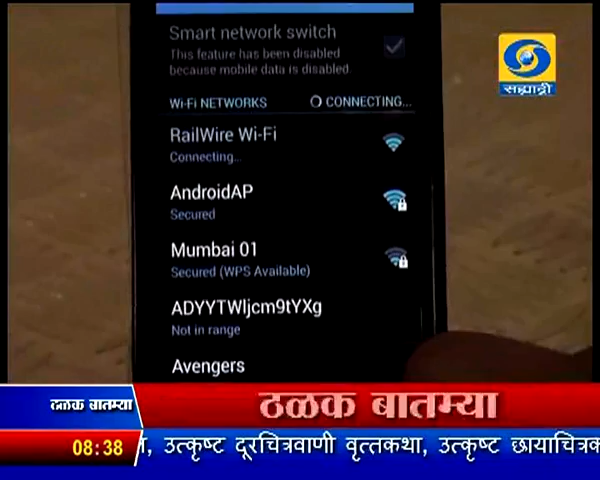 Smart network switch
This feature has been disabled
because mobile data is disabled.
Wi-Fi NETWORKS
CONNECTING...
RailWire Wi-Fi
Connecting...
AndroidAP
Secured
Mumbai 01
Secured (WPS Available)
ADYYTWljcm9tYXg
Not in range
Avengers
सह्याद्री
ठळक बातम्या
ठळक बातम्या
08:38
उत्कृष्ट दूरचित्रवाणी वृत्तकथा, उत्कृष्ट